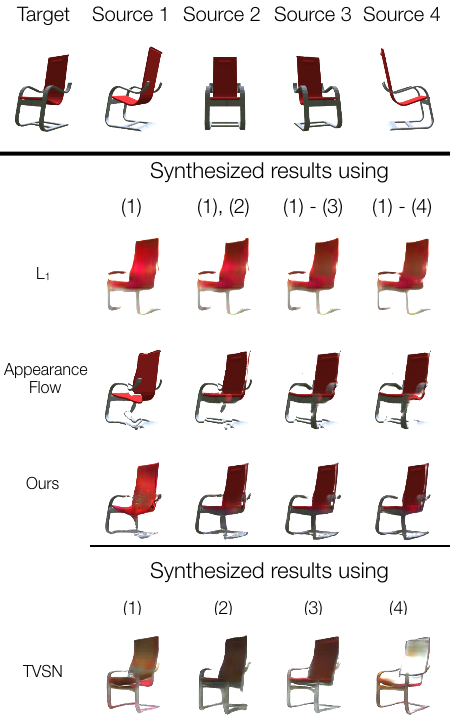 Target Source 1 Source 2 Source 3 Source 4
Synthesized results using
(1) (1), (2) (1) - (3) (1) - (4)
L1
Appearance
Flow
Ours
Synthesized results using
(1) (2) (3) (4)
TVSN